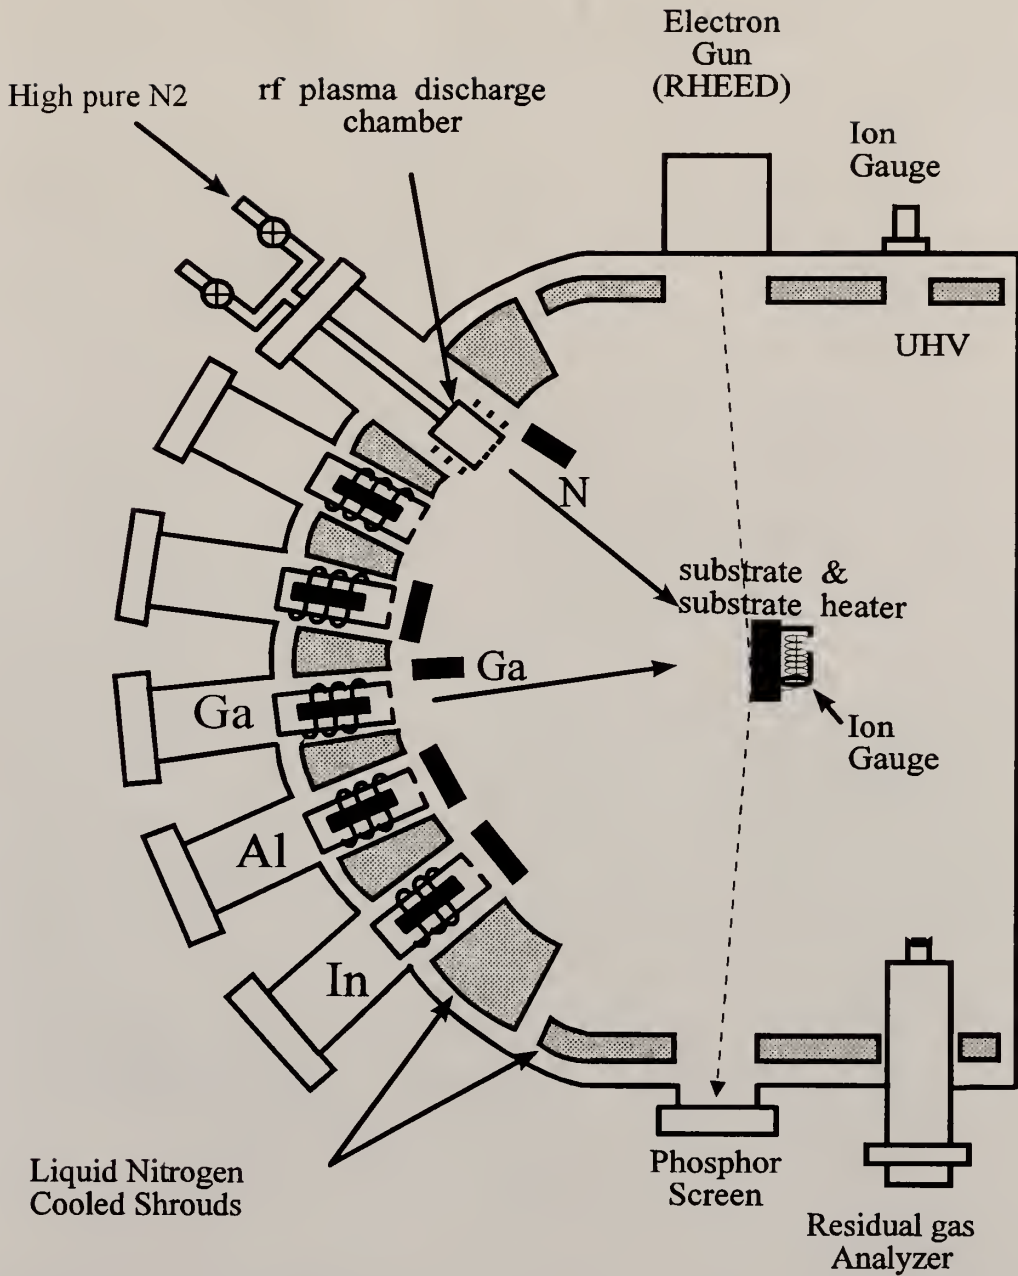 Electron
Gun
(RHEED)
High pure N2
rf plasma discharge
chamber
Ion
Gauge
UHV
N
substrate &
substrate heater
Ga
Ga
Ion
Gauge
Al
In
Liquid Nitrogen
Cooled Shrouds
Phosphor
Screen
Residual gas
Analyzer